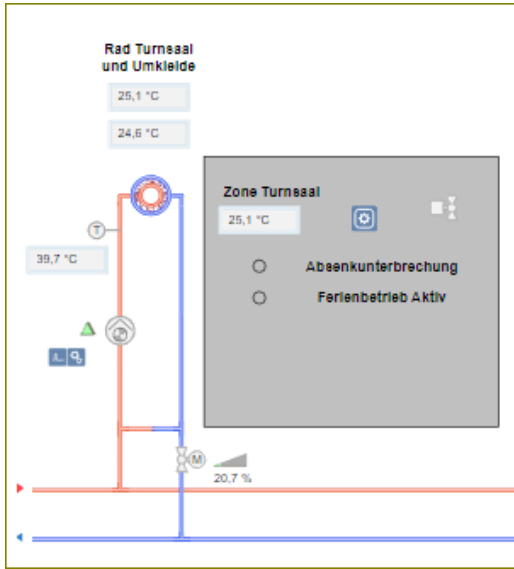 Rad Turnsaal
und Umkleide
25,1 °C
24,6 °C
Zone Turnsaal
25,1 °C
T
39,7 °C
Absenkunterbrechung
Ferienbetrieb Aktiv
M
20,7 %